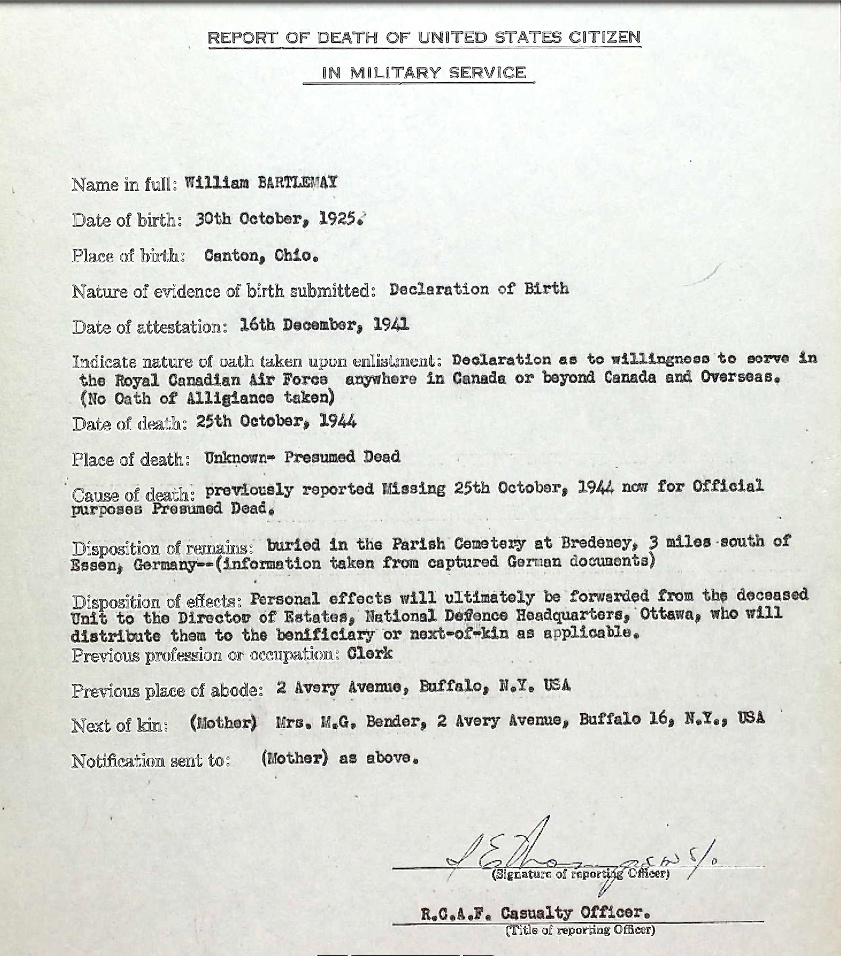 REPORT OF DEATH OF UNITED STATES CITIZEN
IN MILITARY SERVICE
Name in full: William BARTLEMAY
Date of birth: 30th October, 1925.
Place of birth: Canton, Ohio.
Nature of evidence of birth submitted: Declaration of Birth
Date of attestation: 16th December, 1941
Indicate nature of oath taken upon enlistment: Declaration as to willingness to serve in
the Royal Canadian Air Force anywhere in Canada or beyond Canada and Overseas.
(No Oath of Alligiance taken)
Date of death: 25th October, 1944
Place of death: Unknown- Presumed Dead
Cause of death: previously reported Missing 25th October, 1944 now for Official
purposes Presumed Dead.
Disposition of remains: buried in the Parish Cemetery at Bredeney, 3 miles south of
Essen, Germany--(information taken from captured German documents)
Disposition of effects: Personal effects will ultimately be forwarded from the deceased
Unit to the Director of Estates, National Defence Headquarters, Ottawa, who will
distribute them to the benificiary or next-of-kin as applicable.
Previous profession or occupation: Clerk
Previous place of abode: 2 Avery Avenue, Buffalo, N.Y. USA
Next of kin: (Mother) Mrs. M.G. Bender, 2 Avery Avenue, Buffalo 16, N.Y., USA
Notification sent to: (Mother) as above.
(Signature of reporting Officer)
R.C.A.F. Casualty Officer.
(Title of reporting Officer)